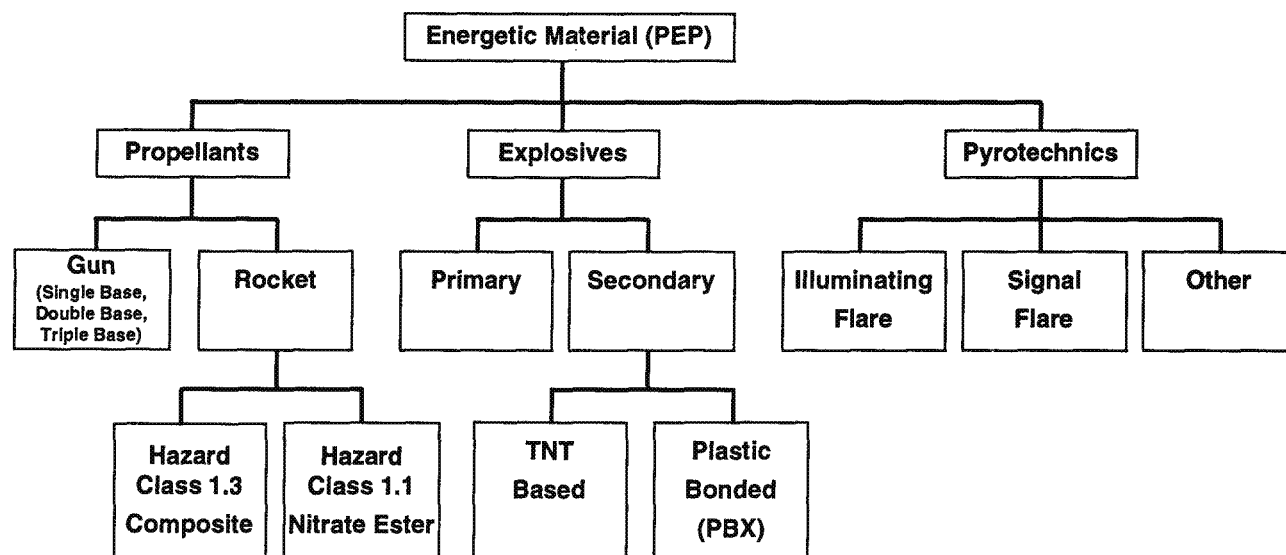 Energetic Material (PEP)
Propellants
Explosives
Pyrotechnics
Gun
(Single Base,
Double Base,
Triple Base)
Rocket
Primary
Secondary
Illuminating
Flare
Signal
Flare
Other
Hazard
Class 1.3
Composite
Hazard
Class 1.1
Nitrate Ester
TNT
Based
Plastic
Bonded
(PBX)